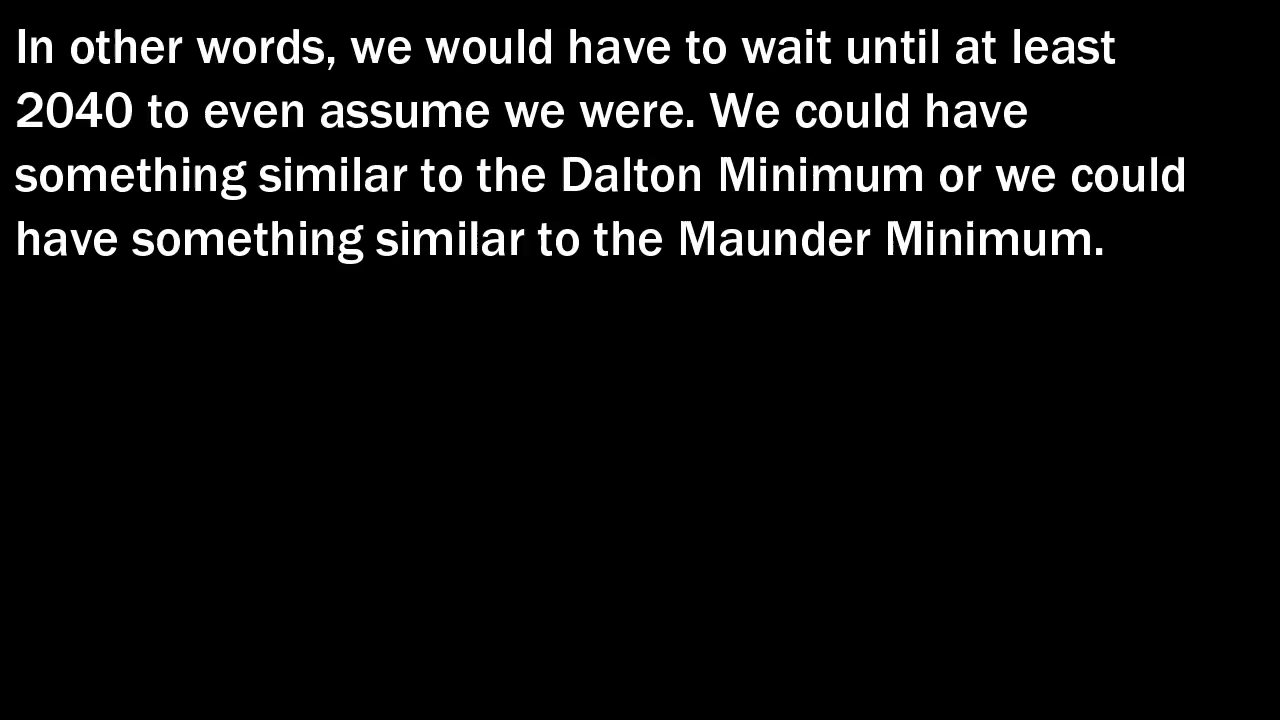 In other words, we would have to wait until at least
2040 to even assume we were. We could have
something similar to the Dalton Minimum or we could
have something similar to the Maunder Minimum.